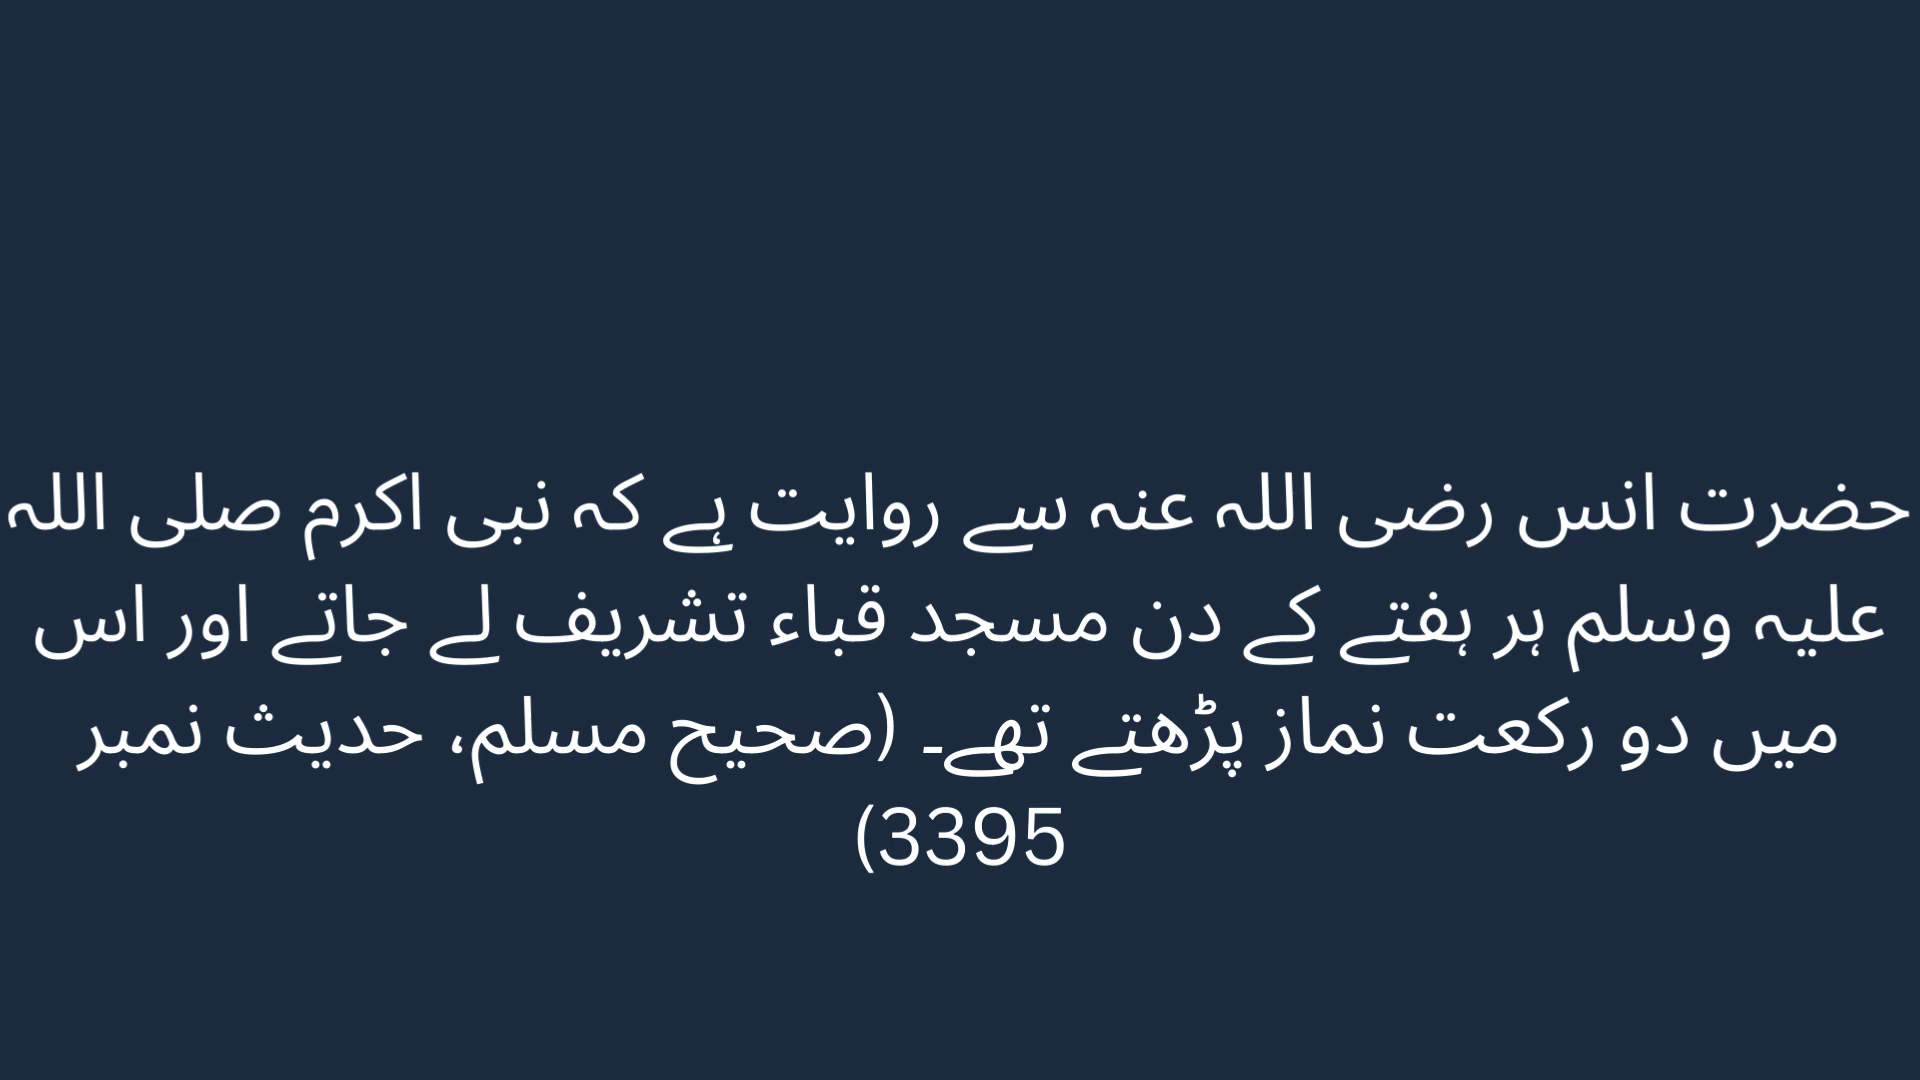 حضرت انس رضی اللہ عنہ سے روایت ہے کہ نبی اکرم صلی اللہ
علیہ وسلم ہر ہفتے کے دن مسجد قباء تشریف لے جاتے اور اس
میں دو رکعت نماز پڑھتے تھے۔ (صحیح مسلم، حدیث نمبر
3395)